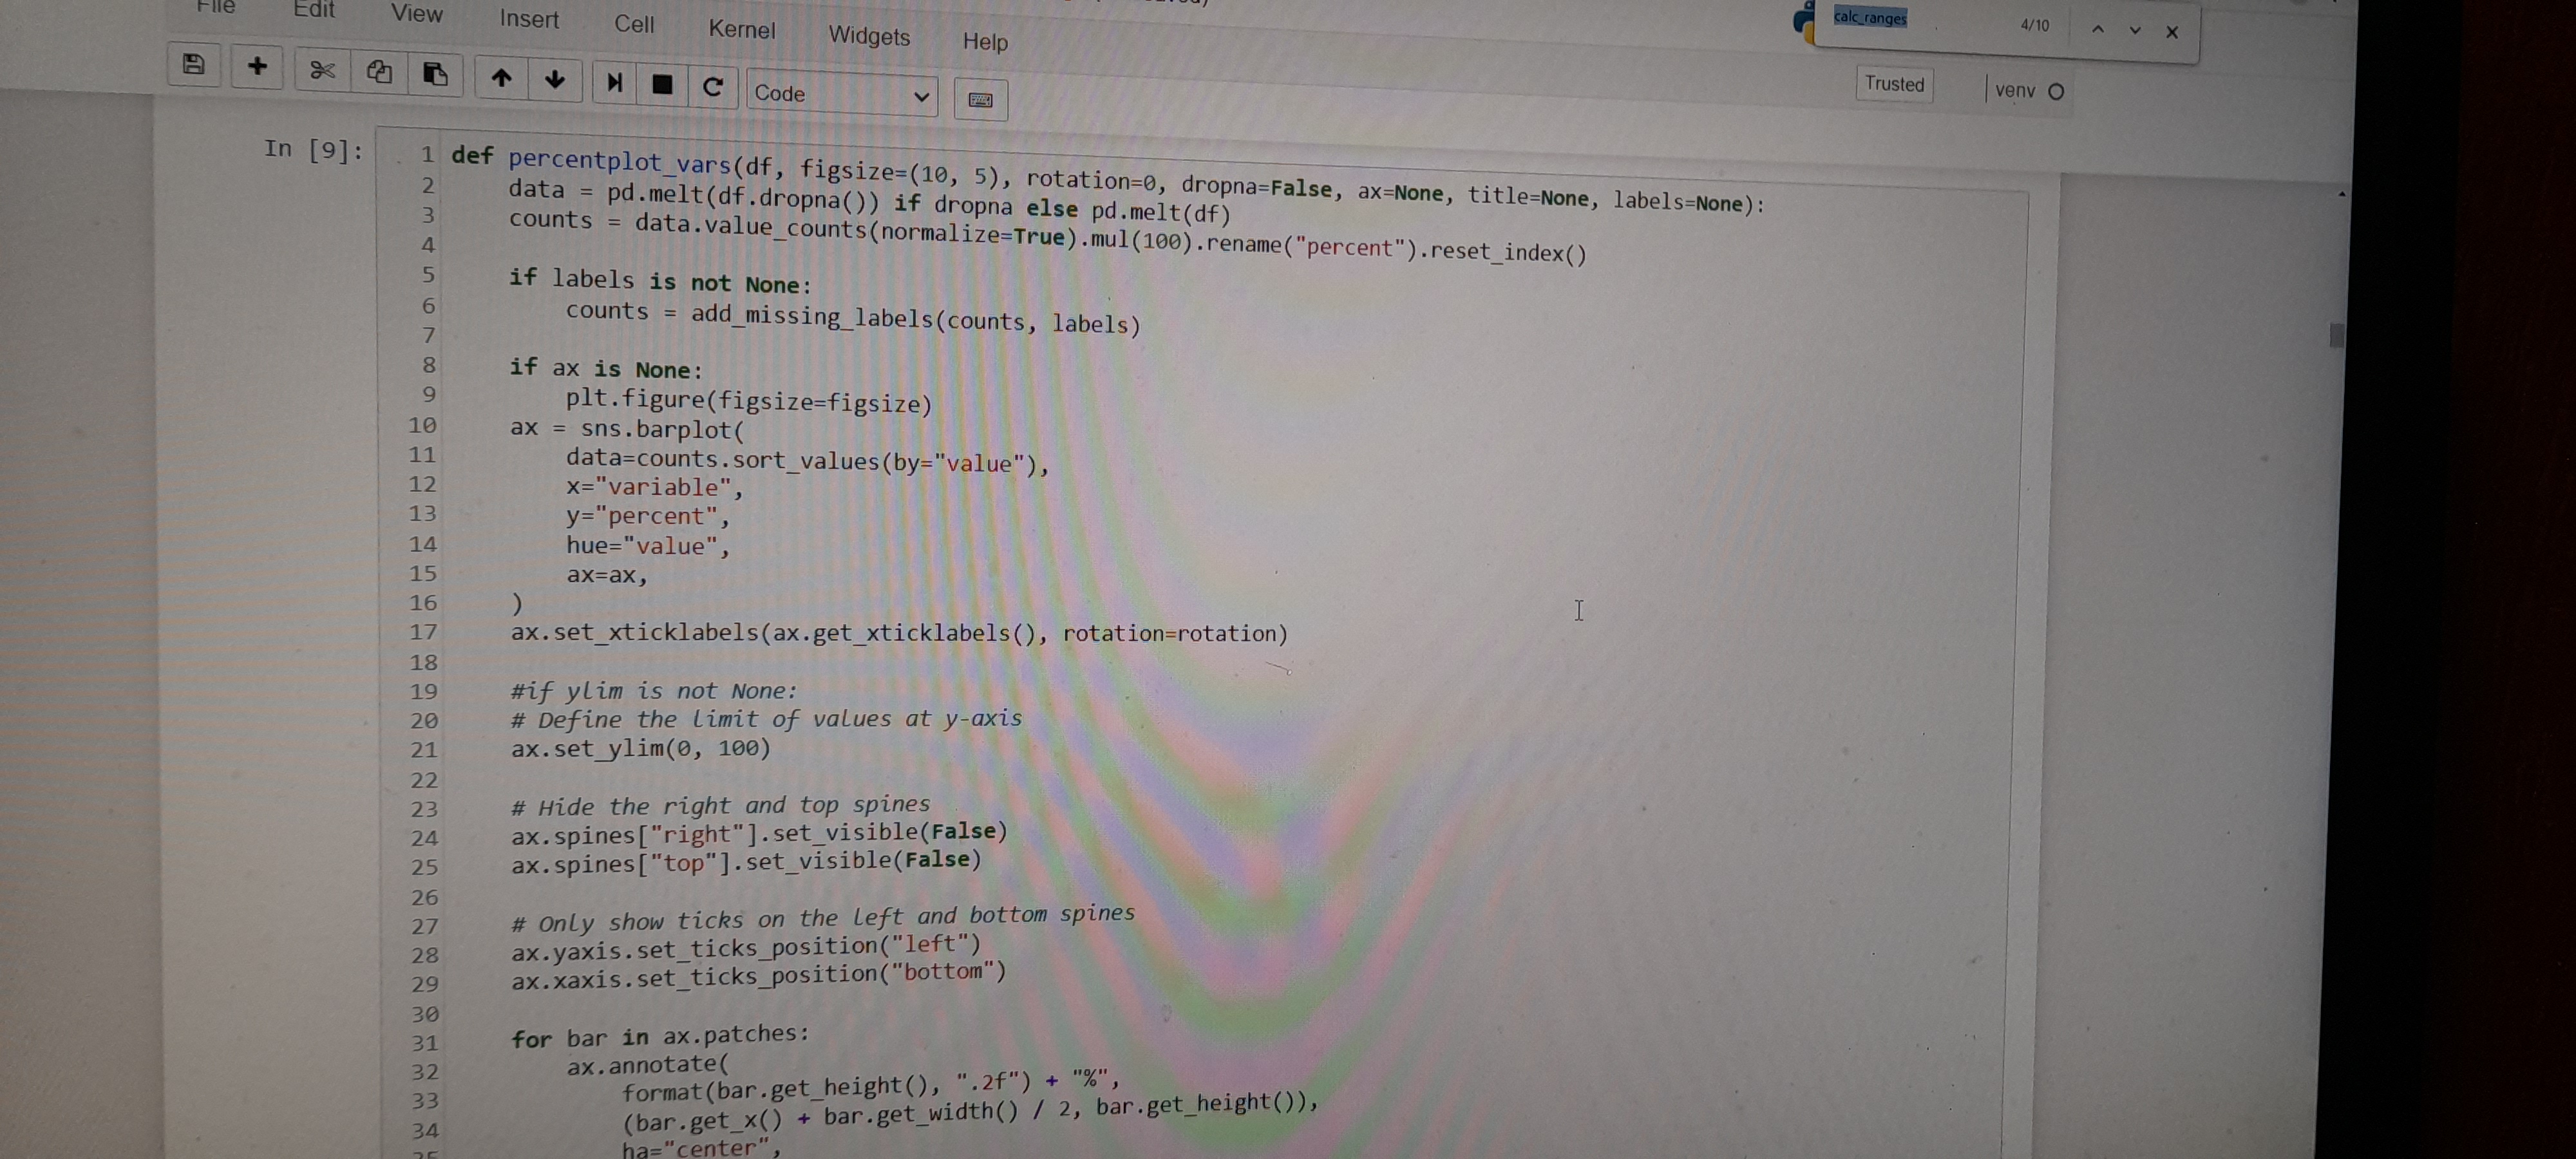 File Edit View Insert Cell Kernel Widgets Help
calc_ranges 4/10
Code
Trusted venv
In [9]:
1 def percentplot_vars(df, figsize=(10, 5), rotation=0, dropna=False, ax=None, title=None, labels=None):
2 data = pd.melt(df.dropna()) if dropna else pd.melt(df)
3 counts = data.value_counts(normalize=True).mul(100).rename("percent").reset_index()
4
5 if labels is not None:
6 counts = add_missing_labels(counts, labels)
7
8 if ax is None:
9 plt.figure(figsize=figsize)
10 ax = sns.barplot(
11 data=counts.sort_values(by="value"),
12 x="variable",
13 y="percent",
14 hue="value",
15 ax=ax,
16 )
17 ax.set_xticklabels(ax.get_xticklabels(), rotation=rotation)
18
19 #if ylim is not None:
20 # Define the limit of values at y-axis
21 ax.set_ylim(0, 100)
22
23 # Hide the right and top spines
24 ax.spines["right"].set_visible(False)
25 ax.spines["top"].set_visible(False)
26
27 # Only show ticks on the left and bottom spines
28 ax.yaxis.set_ticks_position("left")
29 ax.xaxis.set_ticks_position("bottom")
30
31 for bar in ax.patches:
32 ax.annotate(
33 format(bar.get_height(), ".2f") + "%",
34 (bar.get_x() + bar.get_width() / 2, bar.get_height()),
ha="center",